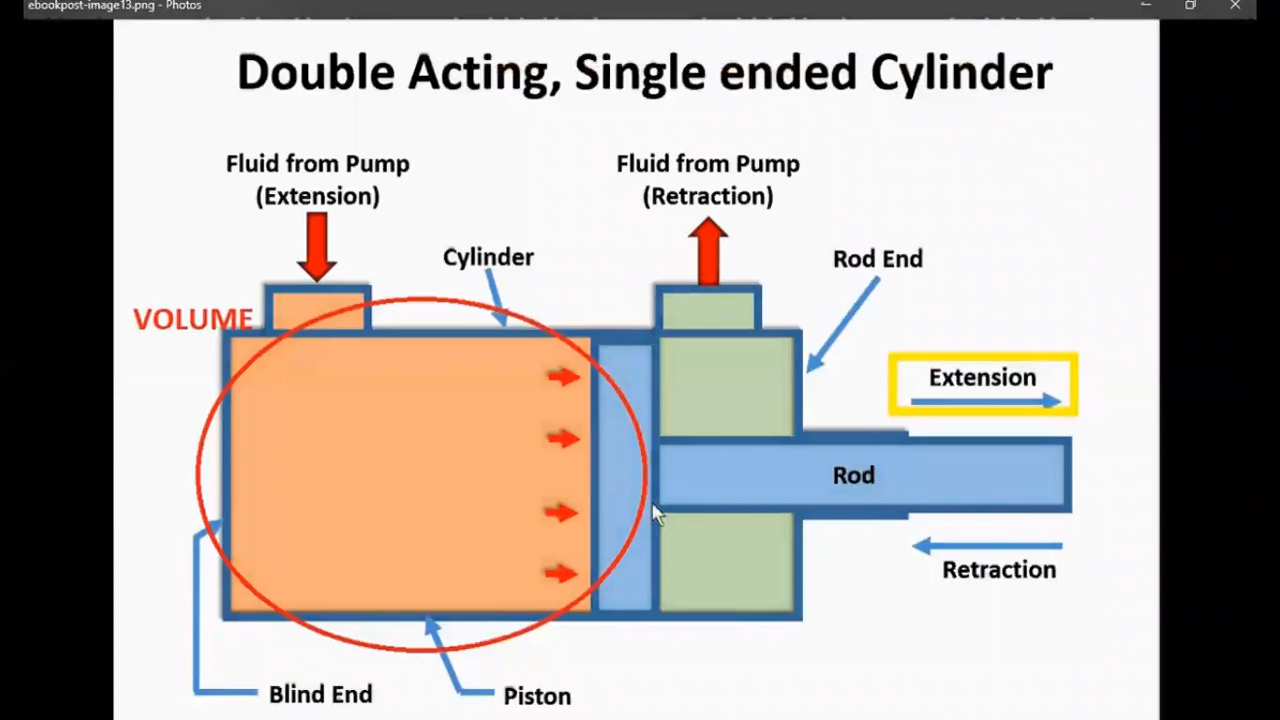 ebookpost-image13.png - Photos
Double Acting, Single ended Cylinder
Fluid from Pump
(Extension)
Fluid from Pump
(Retraction)
Cylinder
Rod End
VOLUME
Extension
Rod
Retraction
Blind End
Piston